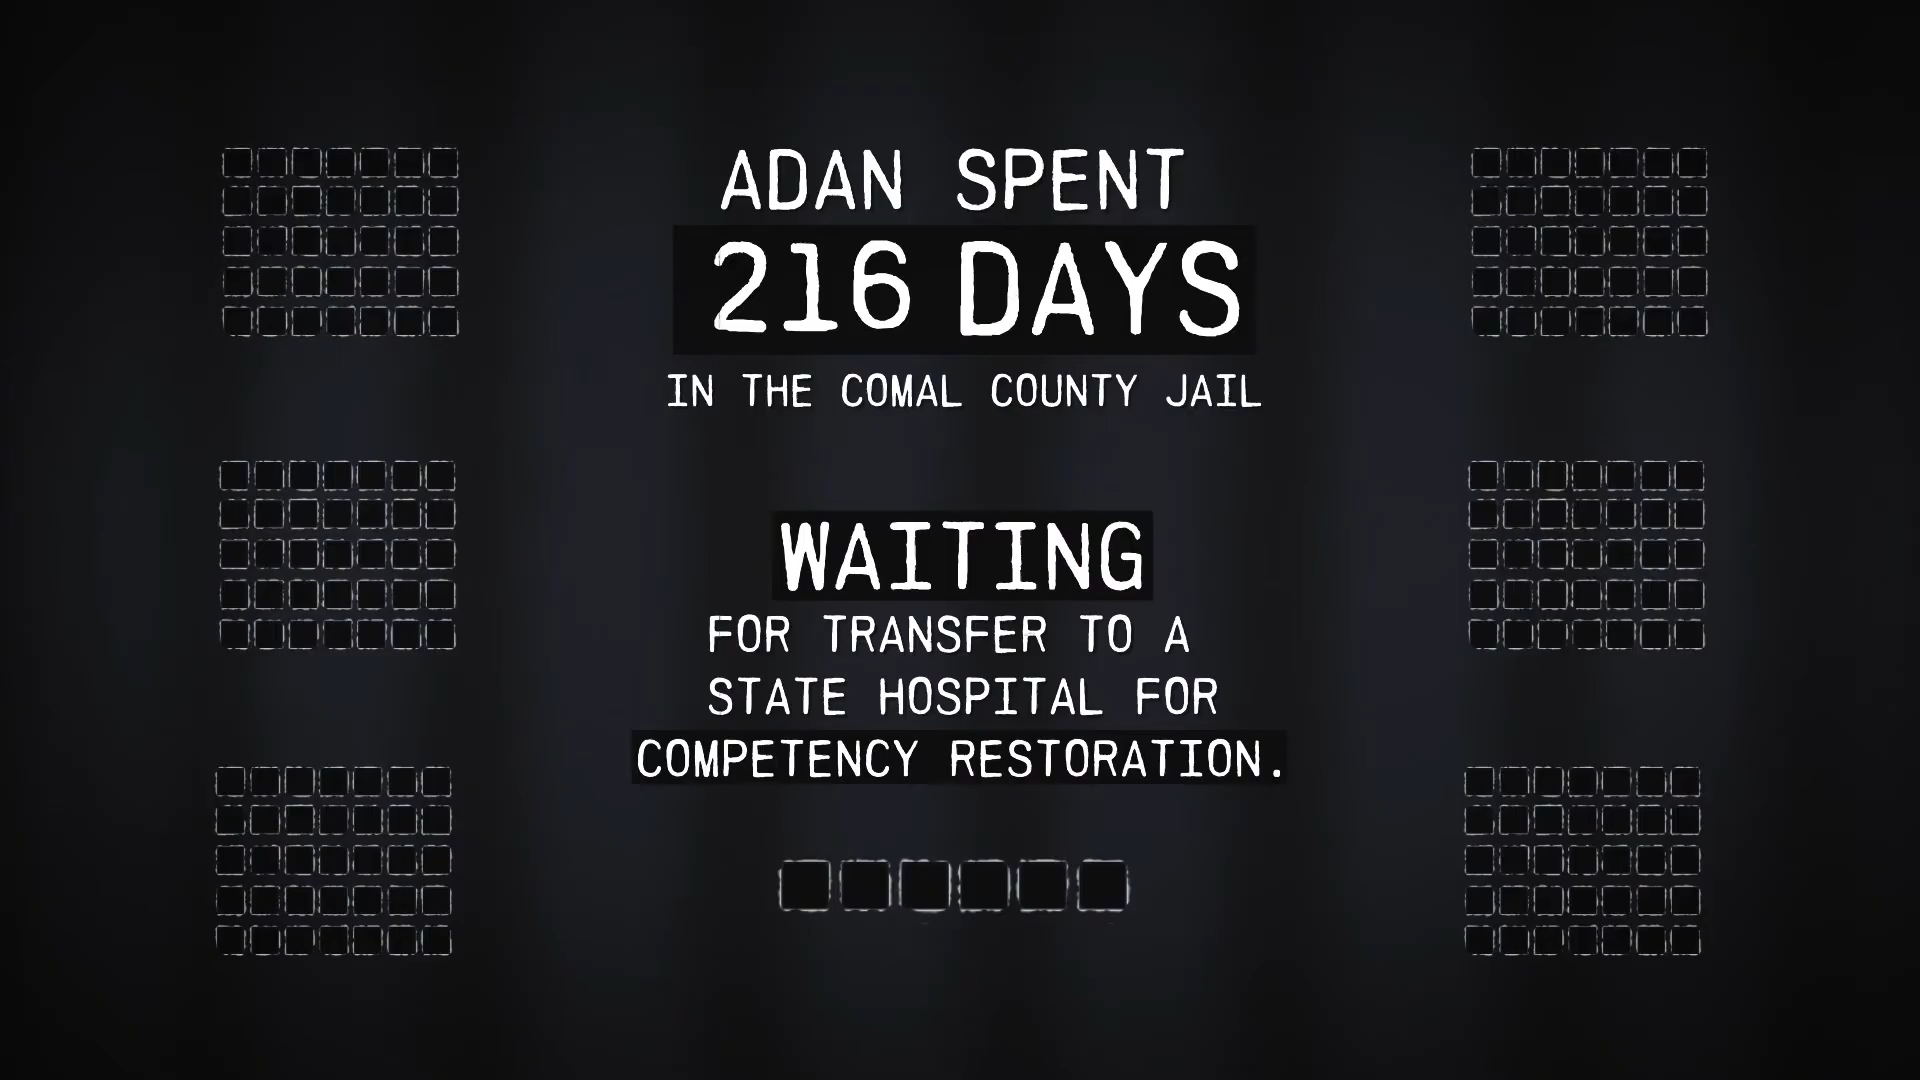 ADAN SPENT
216 DAYS
IN THE COMAL COUNTY JAIL
WAITING
FOR TRANSFER TO A
STATE HOSPITAL FOR
COMPETENCY RESTORATION.